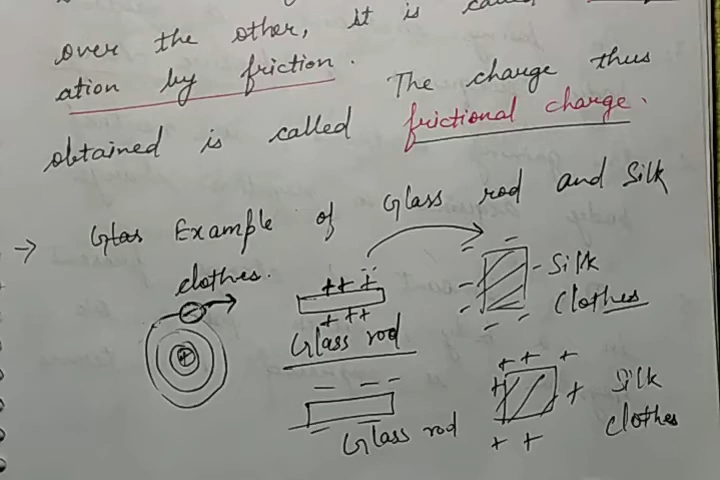 over the other, it is
ation by friction. The charge thus
obtained is called frictional charge.
→ Example of Glass rod and Silk
clothes.
+ + +
- Silk
clothes
+ + +
Glass rod
Silk
clothes
Glass rod